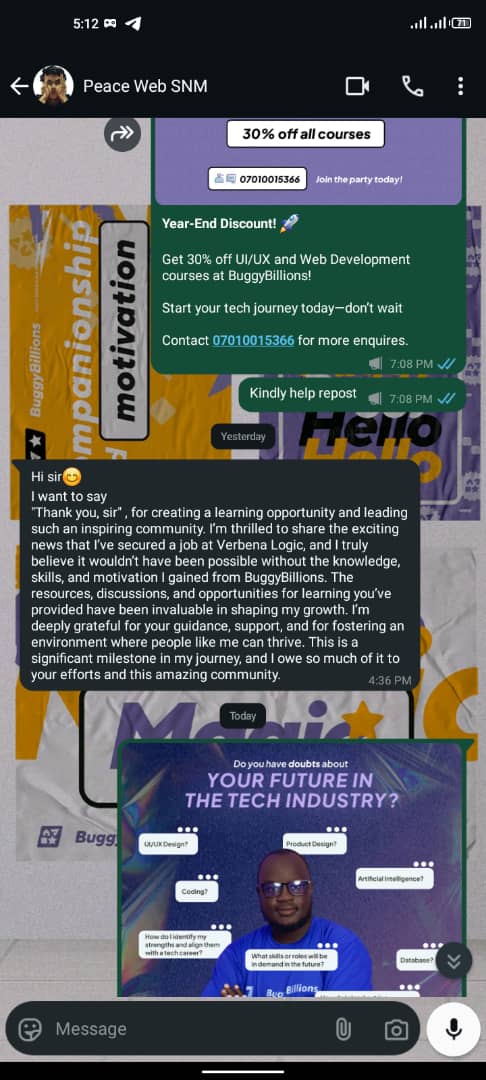 5:12
71
Peace Web SNM
30% off all courses
07010015366
Join the party today!
Year-End Discount! 🚀
Get 30% off UI/UX and Web Development
courses at BuggyBillions!
Start your tech journey today—don't wait
Contact 07010015366 for more enquires.
7:08 PM
Kindly help repost
7:08 PM
BuggyBillions
mpanionship
motivation
Hello
Hello
Yesterday
Hi sir😊
I want to say
"Thank you, sir" , for creating a learning opportunity and leading
such an inspiring community. I'm thrilled to share the exciting
news that I've secured a job at Verbena Logic, and I truly
believe it wouldn't have been possible without the knowledge,
skills, and motivation I gained from BuggyBillions. The
resources, discussions, and opportunities for learning you've
provided have been invaluable in shaping my growth. I'm
deeply grateful for your guidance, support, and for fostering an
environment where people like me can thrive. This is a
significant milestone in my journey, and I owe so much of it to
your efforts and this amazing community.
4:36 PM
Today
Magic
Bugg
Do you have doubts about
YOUR FUTURE IN
THE TECH INDUSTRY?
UI/UX Design?
Product Design?
Artificial Intelligence?
Coding?
How do I identify my
strengths and align them
with a tech career?
What skills or roles will be
in demand in the future?
Database?
Billions
Message